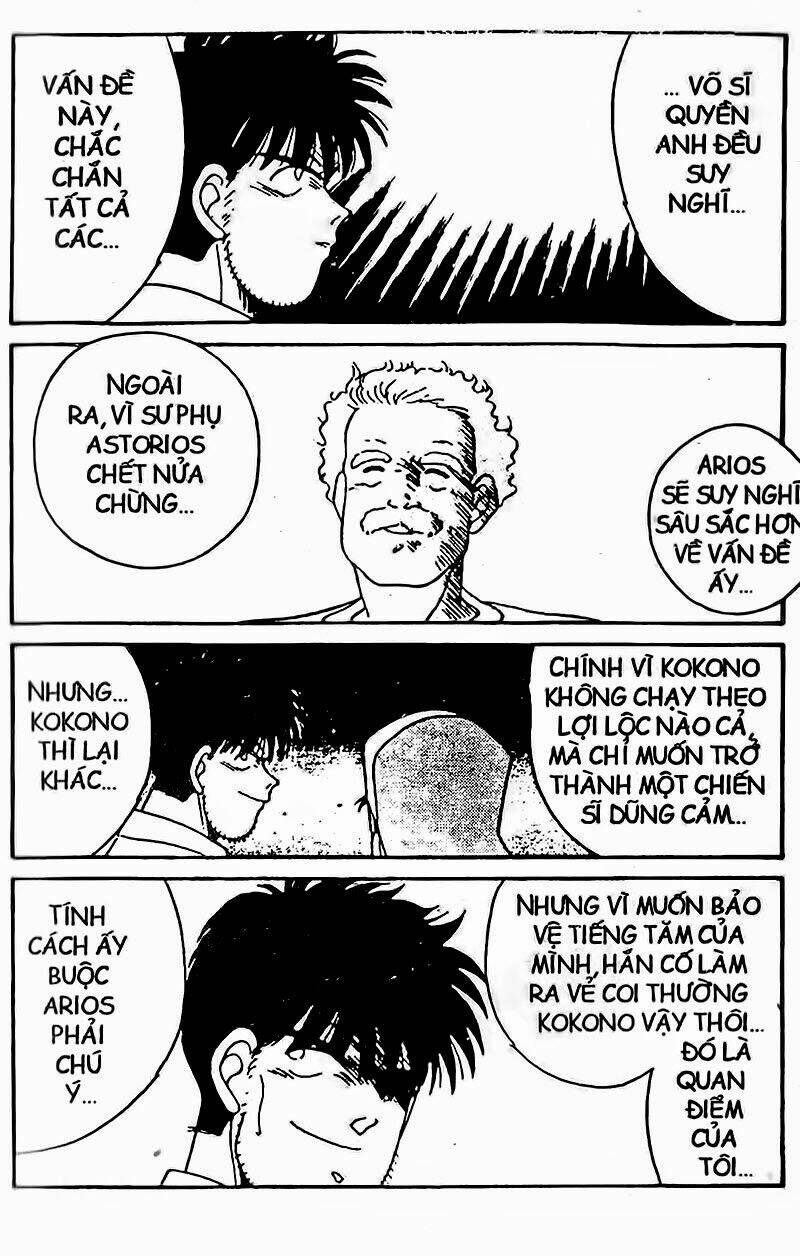 VẤN ĐỀ
NÀY,
CHẮC
CHẮN
TẤT CẢ
CÁC...
... VÕ SĨ
QUYỀN
ANH ĐỀU
SUY
NGHĨ...
NGOÀI
RA, VÌ SƯ PHỤ
ASTORIOS
CHẾT NỬA
CHỪNG...
ARIOS
SẼ SUY NGHĨ
SÂU SẮC HƠN
VỀ VẤN ĐỀ
ẤY...
NHƯNG...
KOKONO
THÌ LẠI
KHÁC...
CHÍNH VÌ KOKONO
KHÔNG CHẠY THEO
LỢI LỘC NÀO CẢ,
MÀ CHỈ MUỐN TRỞ
THÀNH MỘT CHIẾN
SĨ DŨNG CẢM...
TÍNH
CÁCH ẤY
BUỘC
ARIOS
PHẢI
CHÚ
Ý...
NHƯNG VÌ MUỐN BẢO
VỆ TIẾNG TĂM CỦA
MÌNH, HẮN CỐ LÀM
RA VẺ COI THƯỜNG
KOKONO VẬY THÔI...
ĐÓ LÀ
QUAN
ĐIỂM
CỦA
TÔI...